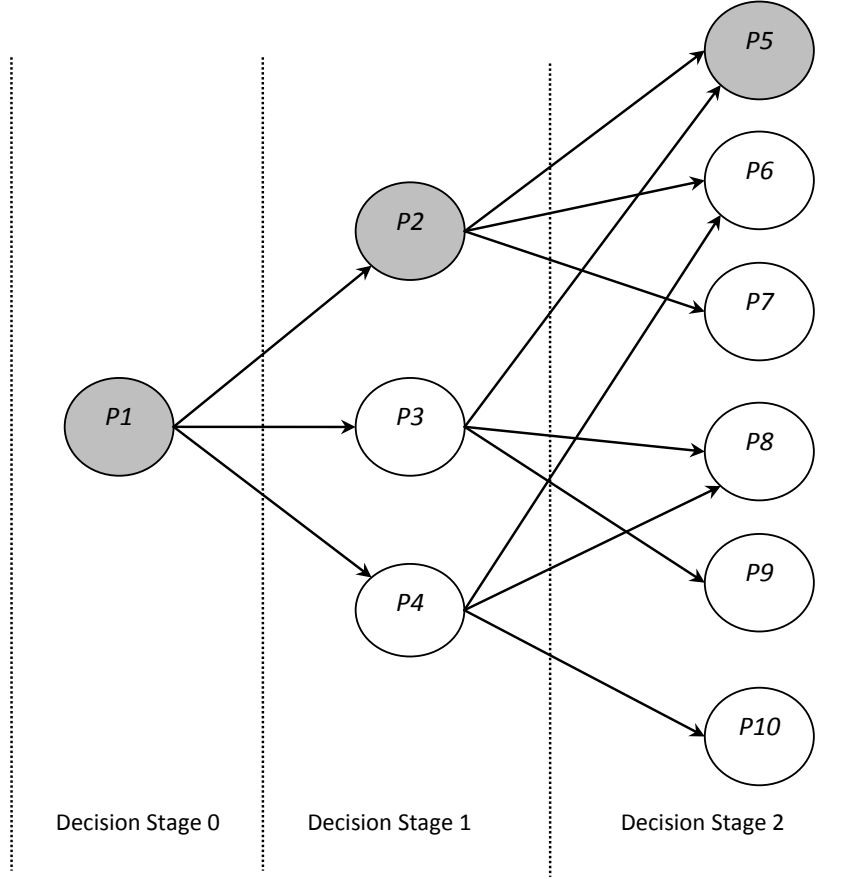 P5
P6
P2
P7
P1
P3
P8
P9
P4
P10
Decision Stage 0
Decision Stage 1
Decision Stage 2